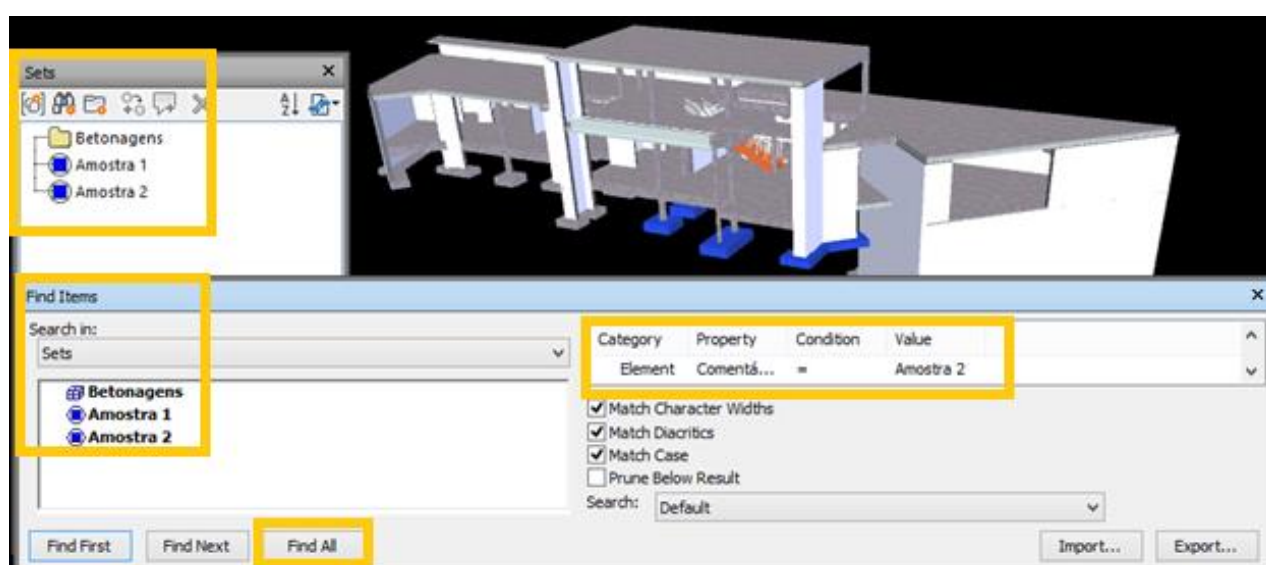 Sets
Betonagens
Amostra 1
Amostra 2
Find Items
Search in:
Sets
Betonagens
Amostra 1
Amostra 2
Category Property Condition Value
Element Comentá... = Amostra 2
Match Character Widths
Match Diacritics
Match Case
Prune Below Result
Search: Default
Find First Find Next Find All Import... Export...